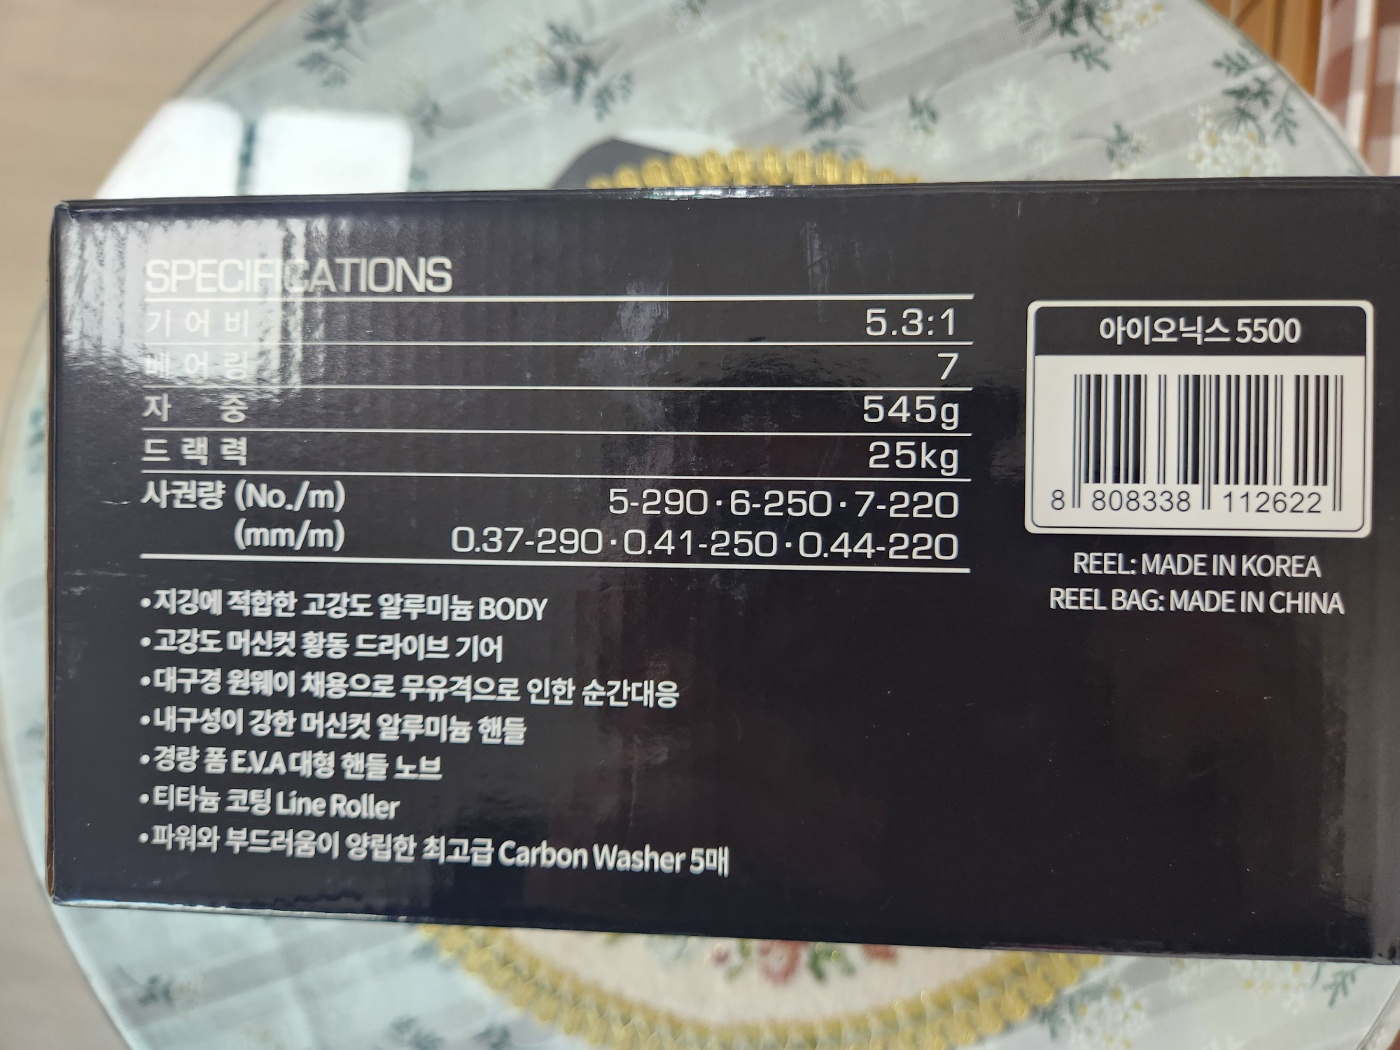 SPECIFICATIONS
기어비 5.3:1
베어링 7
자 중 545g
드랙력 25kg
사권량 (No./m) 5-290·6-250·7-220
(mm/m) 0.37-290·0.41-250·0.44-220
•지깅에 적합한 고강도 알루미늄 BODY
•고강도 머신컷 황동 드라이브 기어
•대구경 원웨이 채용으로 무유격으로 인한 순간대응
•내구성이 강한 머신컷 알루미늄 핸들
•경량 폼 E.V.A 대형 핸들 노브
•티타늄 코팅 Line Roller
•파워와 부드러움이 양립한 최고급 Carbon Washer 5매
아이오닉스 5500
8 808338 112622
REEL: MADE IN KOREA
REEL BAG: MADE IN CHINA